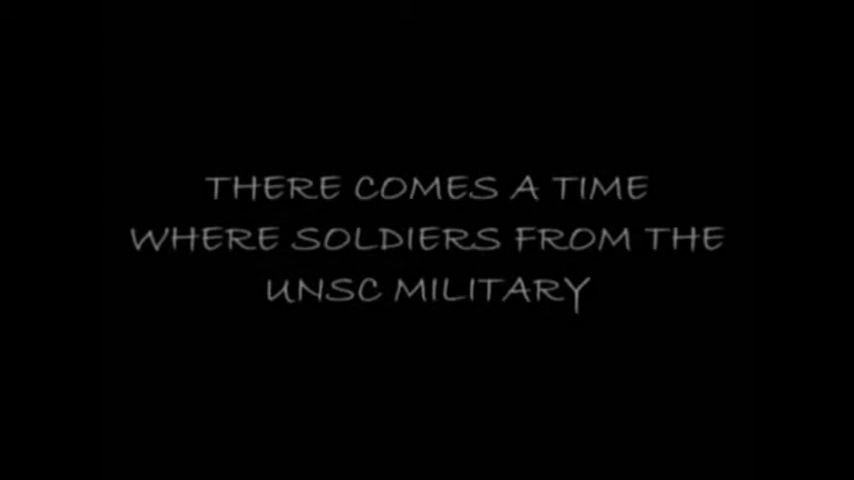 THERE COMES A TIME
WHERE SOLDIERS FROM THE
UNSC MILITARY